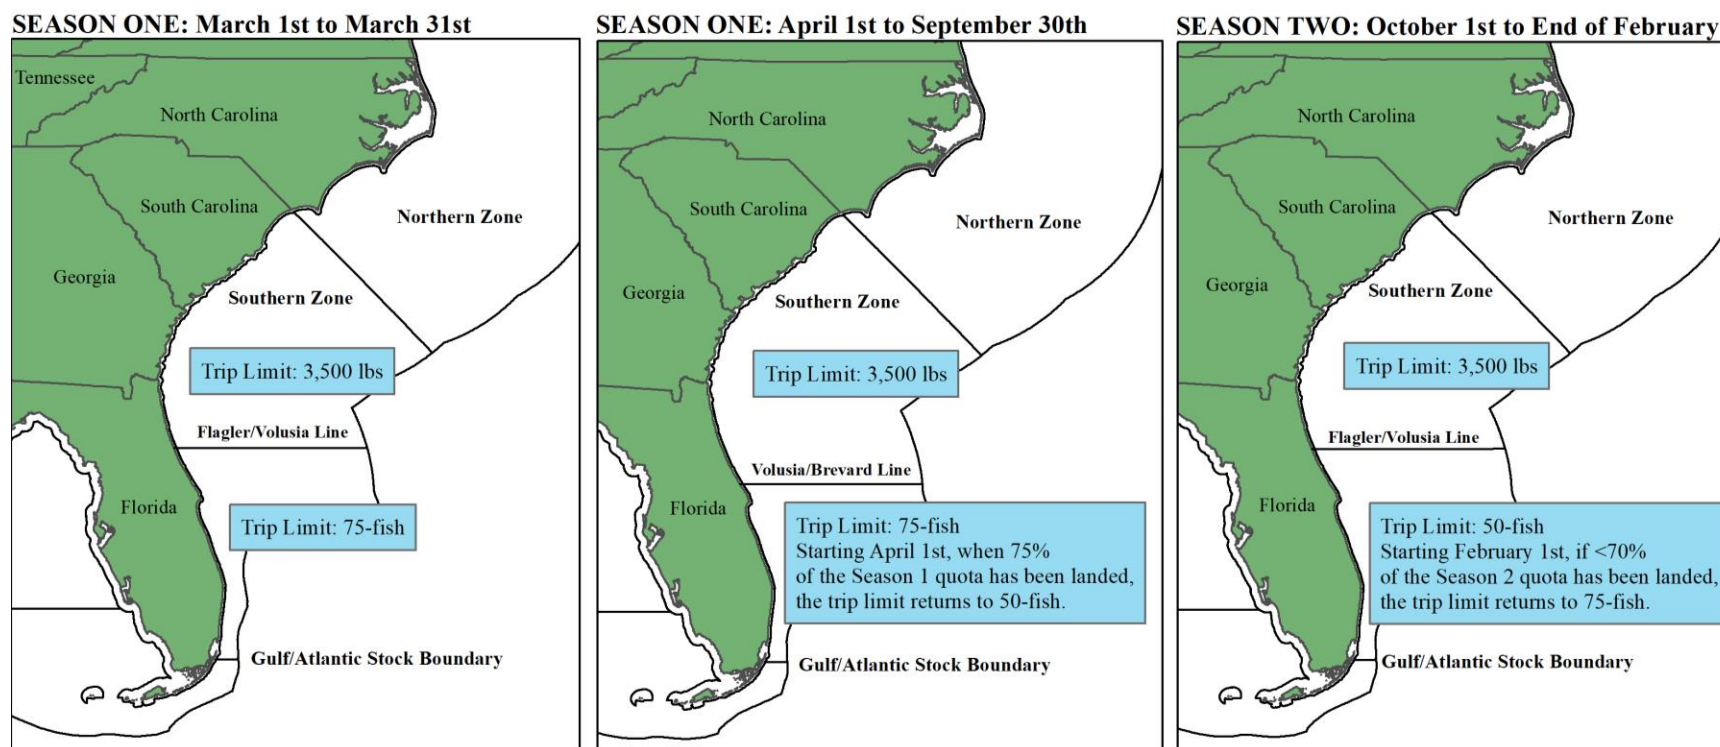 SEASON ONE: March 1st to March 31st
Tennessee
North Carolina
South Carolina
Northern Zone
Georgia
Southern Zone
Trip Limit: 3,500 lbs
Flagler/Volusia Line
Florida
Trip Limit: 75-fish
Gulf/Atlantic Stock Boundary
SEASON ONE: April 1st to September 30th
North Carolina
South Carolina
Northern Zone
Georgia
Southern Zone
Trip Limit: 3,500 lbs
Volusia/Brevard Line
Florida
Trip Limit: 75-fish
Starting April 1st, when 75%
of the Season 1 quota has been landed,
the trip limit returns to 50-fish.
Gulf/Atlantic Stock Boundary
SEASON TWO: October 1st to End of February
North Carolina
South Carolina
Northern Zone
Georgia
Southern Zone
Trip Limit: 3,500 lbs
Flagler/Volusia Line
Florida
Trip Limit: 50-fish
Starting February 1st, if <70%
of the Season 2 quota has been landed,
the trip limit returns to 75-fish.
Gulf/Atlantic Stock Boundary